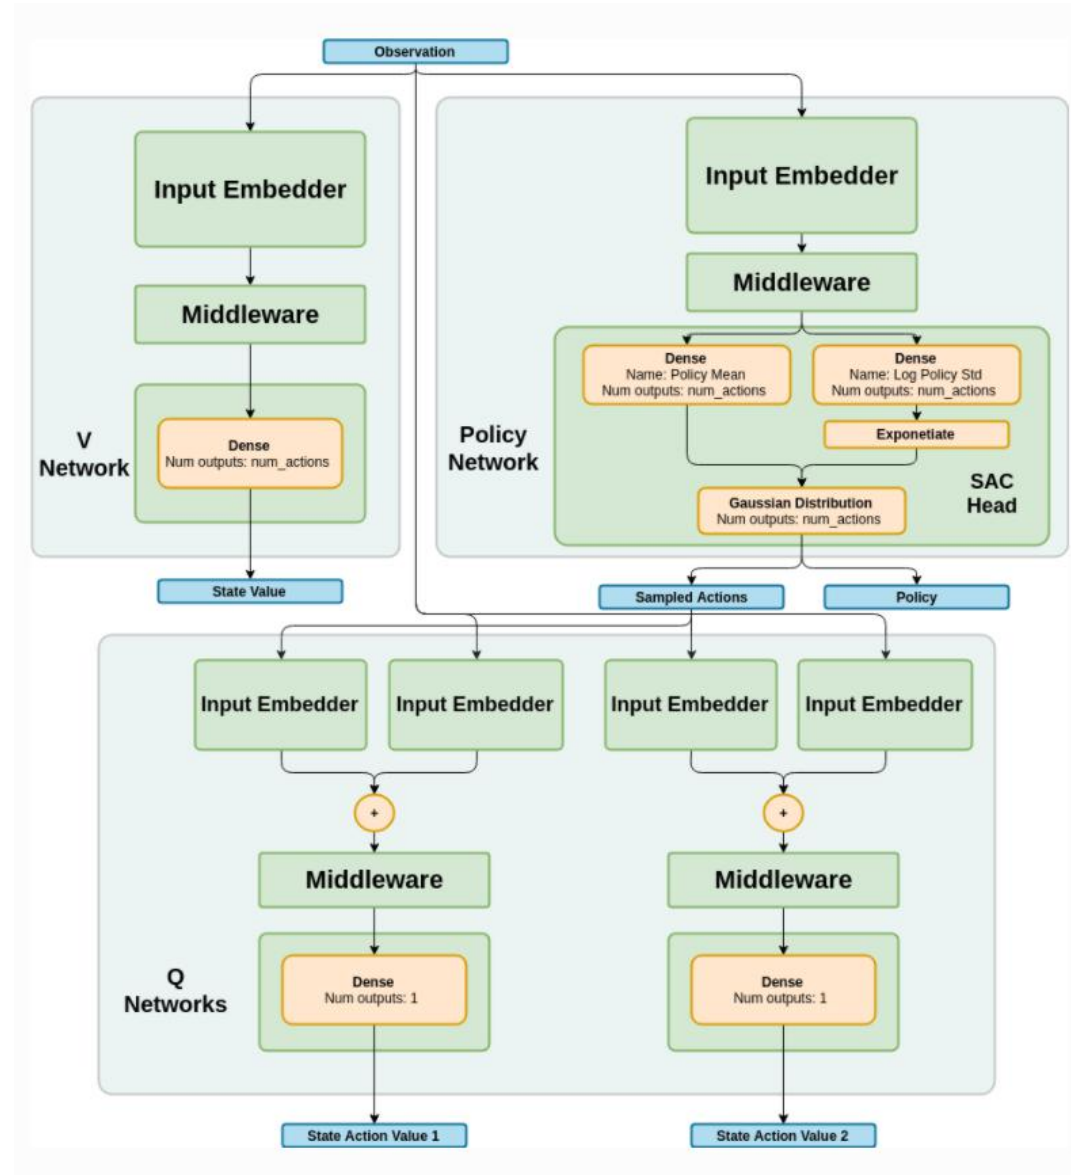 Observation
Input Embedder
Middleware
V
Network
Dense
Num outputs: num_actions
State Value
Input Embedder
Middleware
Policy
Network
Dense
Name: Policy Mean
Num outputs: num_actions
Dense
Name: Log Policy Std
Num outputs: num_actions
Exponetiate
Gaussian Distribution
Num outputs: num_actions
SAC
Head
Sampled Actions
Policy
Input Embedder
Input Embedder
Input Embedder
Input Embedder
+
+
Middleware
Middleware
Q
Networks
Dense
Num outputs: 1
Dense
Num outputs: 1
State Action Value 1
State Action Value 2